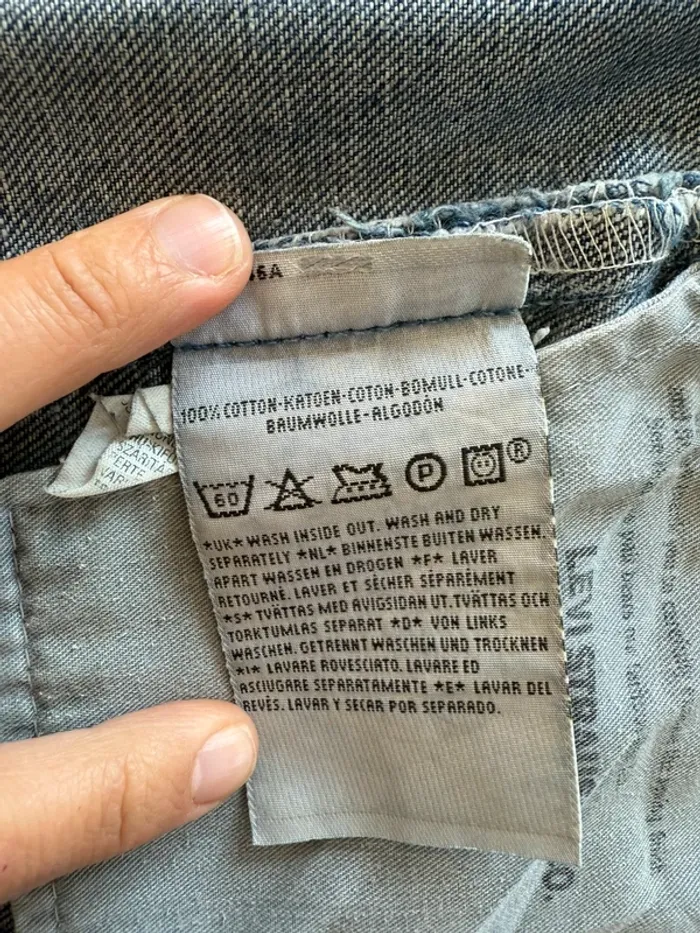 6A
100% COTTON-KATOEN-COTON-BOMULL-COTONE-
BAUMWOLLE-ALGODÓN
60 P ®
*UK* WASH INSIDE OUT. WASH AND DRY
SEPARATELY *NL* BINNENSTE BUITEN WASSEN.
APART WASSEN EN DROGEN *F* LAVER
RETOURNÉ. LAVER ET SÈCHER SÉPARÉMENT
*S* TVÄTTAS MED AVIGSIDAN UT. TVÄTTAS OCH
TORKTUMLAS SEPARAT *D* VON LINKS
WASCHEN. GETRENNT WASCHEN UND TROCKNEN
*I* LAVARE ROVESCIATO. LAVARE ED
ASCIUGARE SEPARATAMENTE *E* LAVAR DEL
REVÉS. LAVAR Y SECAR POR SEPARADO.
LEVI STRAU
O.